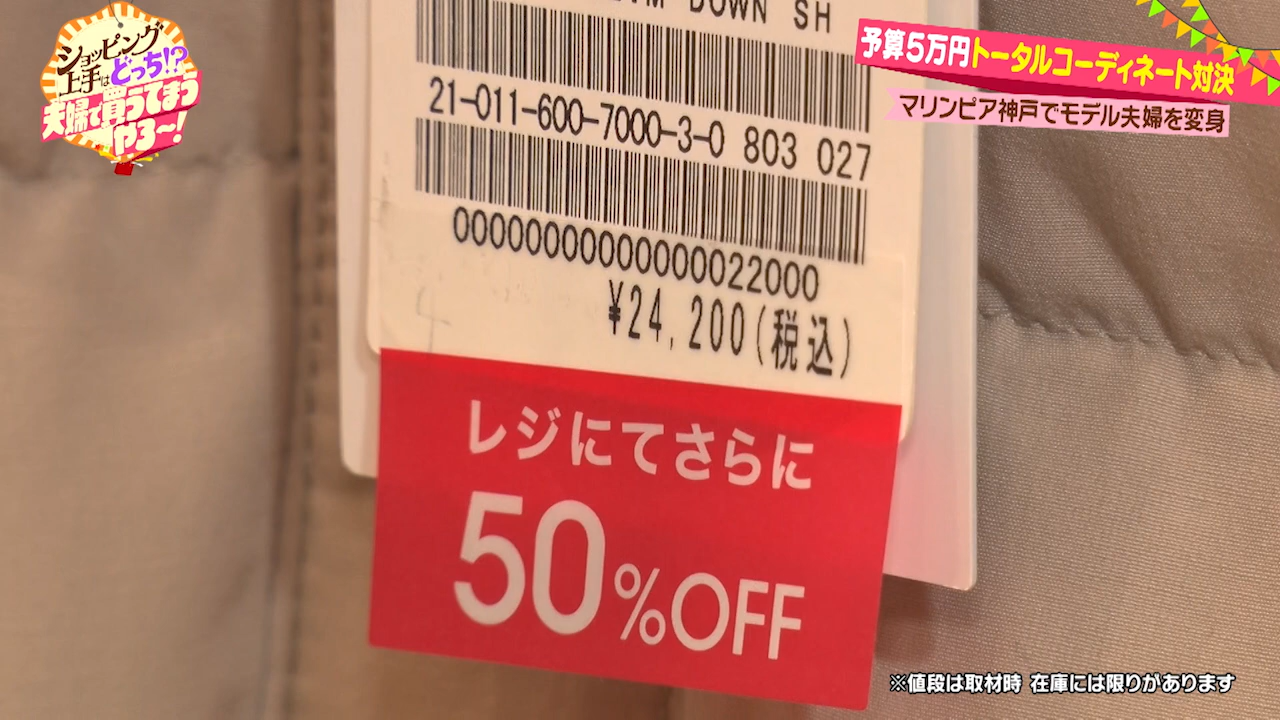 ショッピング
上手はどっち!?
夫婦で買うてまう
やろ〜!
予算5万円トータルコーディネート対決
マリンピア神戸でモデル夫婦を変身
DOWN SH
21-011-600-7000-3-0 803 027
0000000000000022000
¥24,200(税込)
レジにてさらに
50%OFF
※値段は取材時 在庫には限りがあります